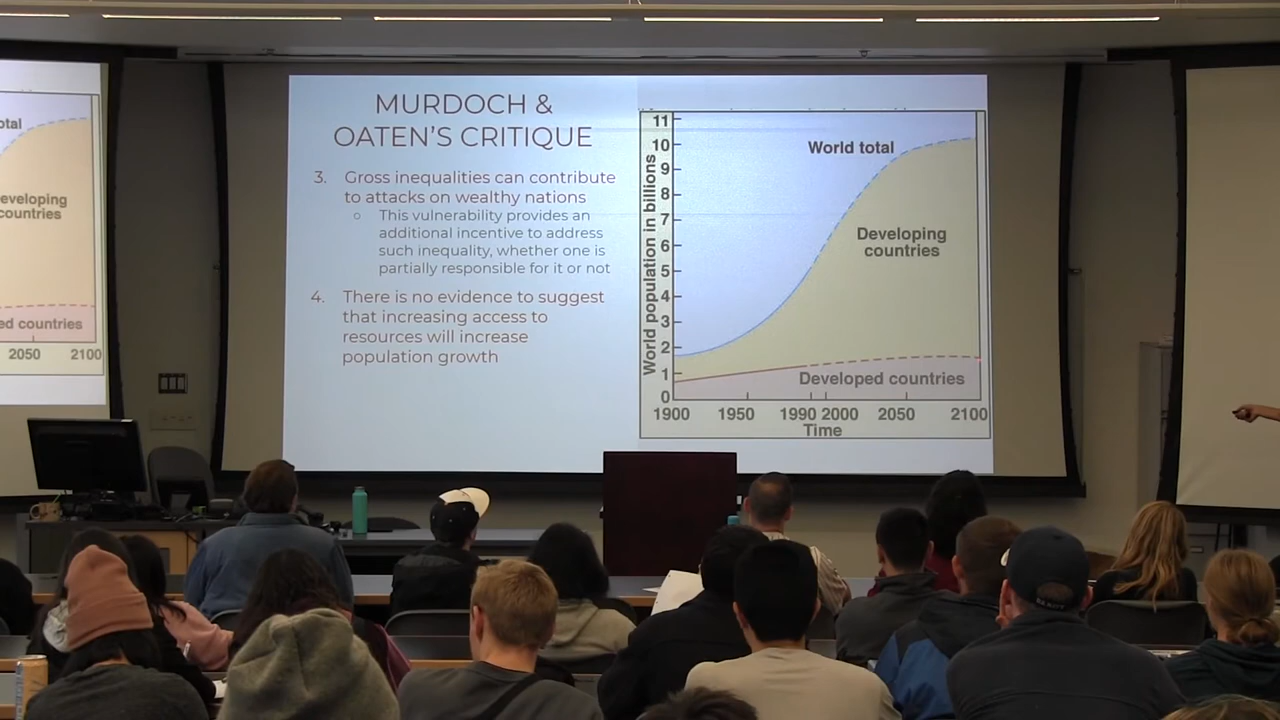 otal
eveloping
countries
ed countries
2050 2100
MURDOCH &
OATEN'S CRITIQUE
3. Gross inequalities can contribute
to attacks on wealthy nations
○ This vulnerability provides an
additional incentive to address
such inequality, whether one is
partially responsible for it or not
4. There is no evidence to suggest
that increasing access to
resources will increase
population growth
World population in billions
11
10
9
8
7
6
5
4
3
2
1
0
World total
Developing
countries
Developed countries
1900 1950 1990 2000 2050 2100
Time